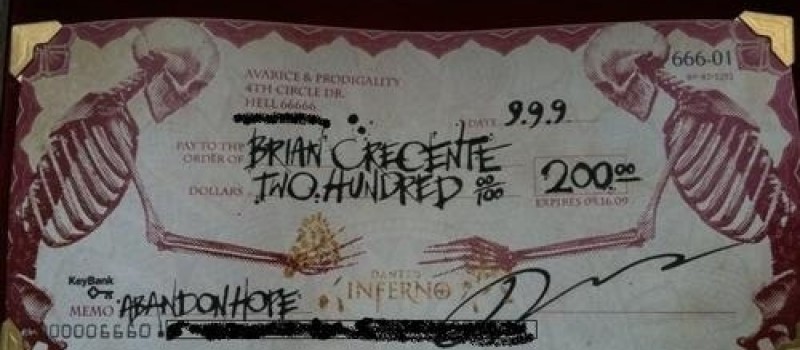 666-01
AVARICE & PRODIGALITY
4TH CIRCLE DR.
HELL 66666
DATE 9.9.9
PAY TO THE
ORDER OF BRIAN CRECENTE
DOLLARS TWO HUNDRED 00/100 200.00
EXPIRES 09.16.09
DANTE'S
INFERNO
KeyBank
MEMO ABANDON HOPE
000006660